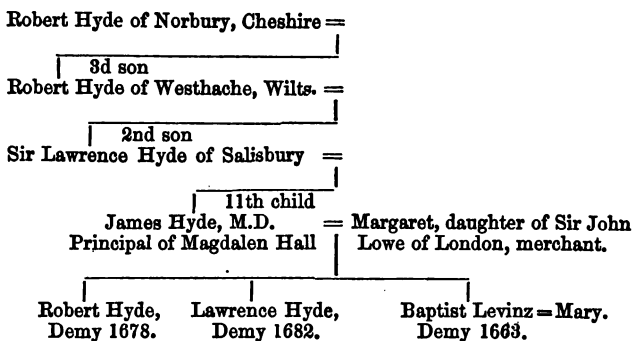 Robert Hyde of Norbury, Cheshire =
3d son
Robert Hyde of Westhache, Wilts. =
2nd son
Sir Lawrence Hyde of Salisbury =
11th child
James Hyde, M.D. = Margaret, daughter of Sir John
Principal of Magdalen Hall Lowe of London, merchant.
Robert Hyde, Lawrence Hyde, Baptist Levinz = Mary.
Demy 1678. Demy 1682. Demy 1663.